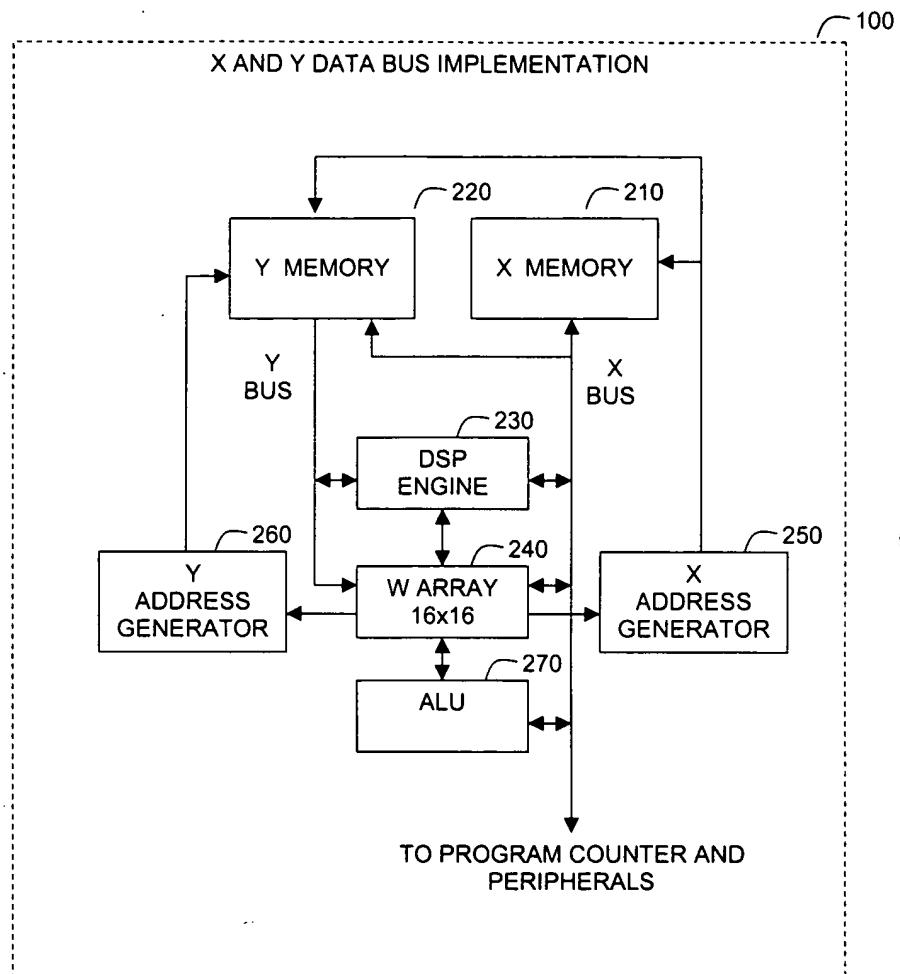 100
X AND Y DATA BUS IMPLEMENTATION
220
210
Y MEMORY
X MEMORY
Y
BUS
X
BUS
230
DSP
ENGINE
260
240
250
Y
ADDRESS
GENERATOR
W ARRAY
16x16
X
ADDRESS
GENERATOR
270
ALU
TO PROGRAM COUNTER AND
PERIPHERALS